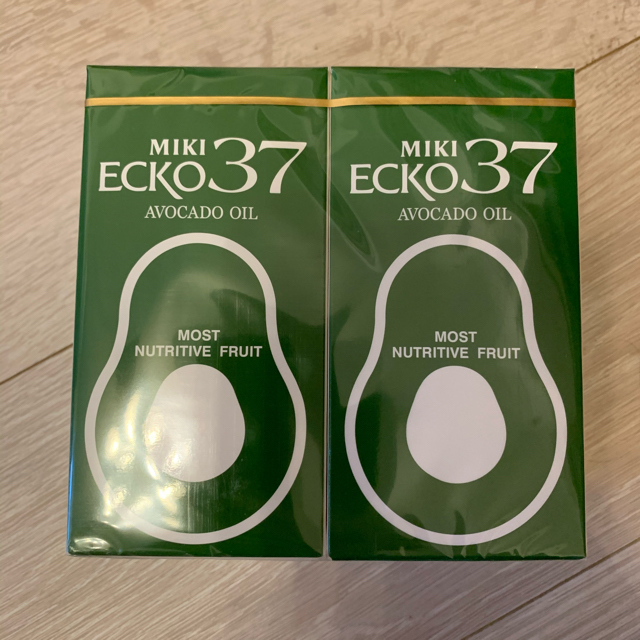 MIKI
ECKO37
AVOCADO OIL
MOST
NUTRITIVE FRUIT
MIKI
ECKO37
AVOCADO OIL
MOST
NUTRITIVE FRUIT